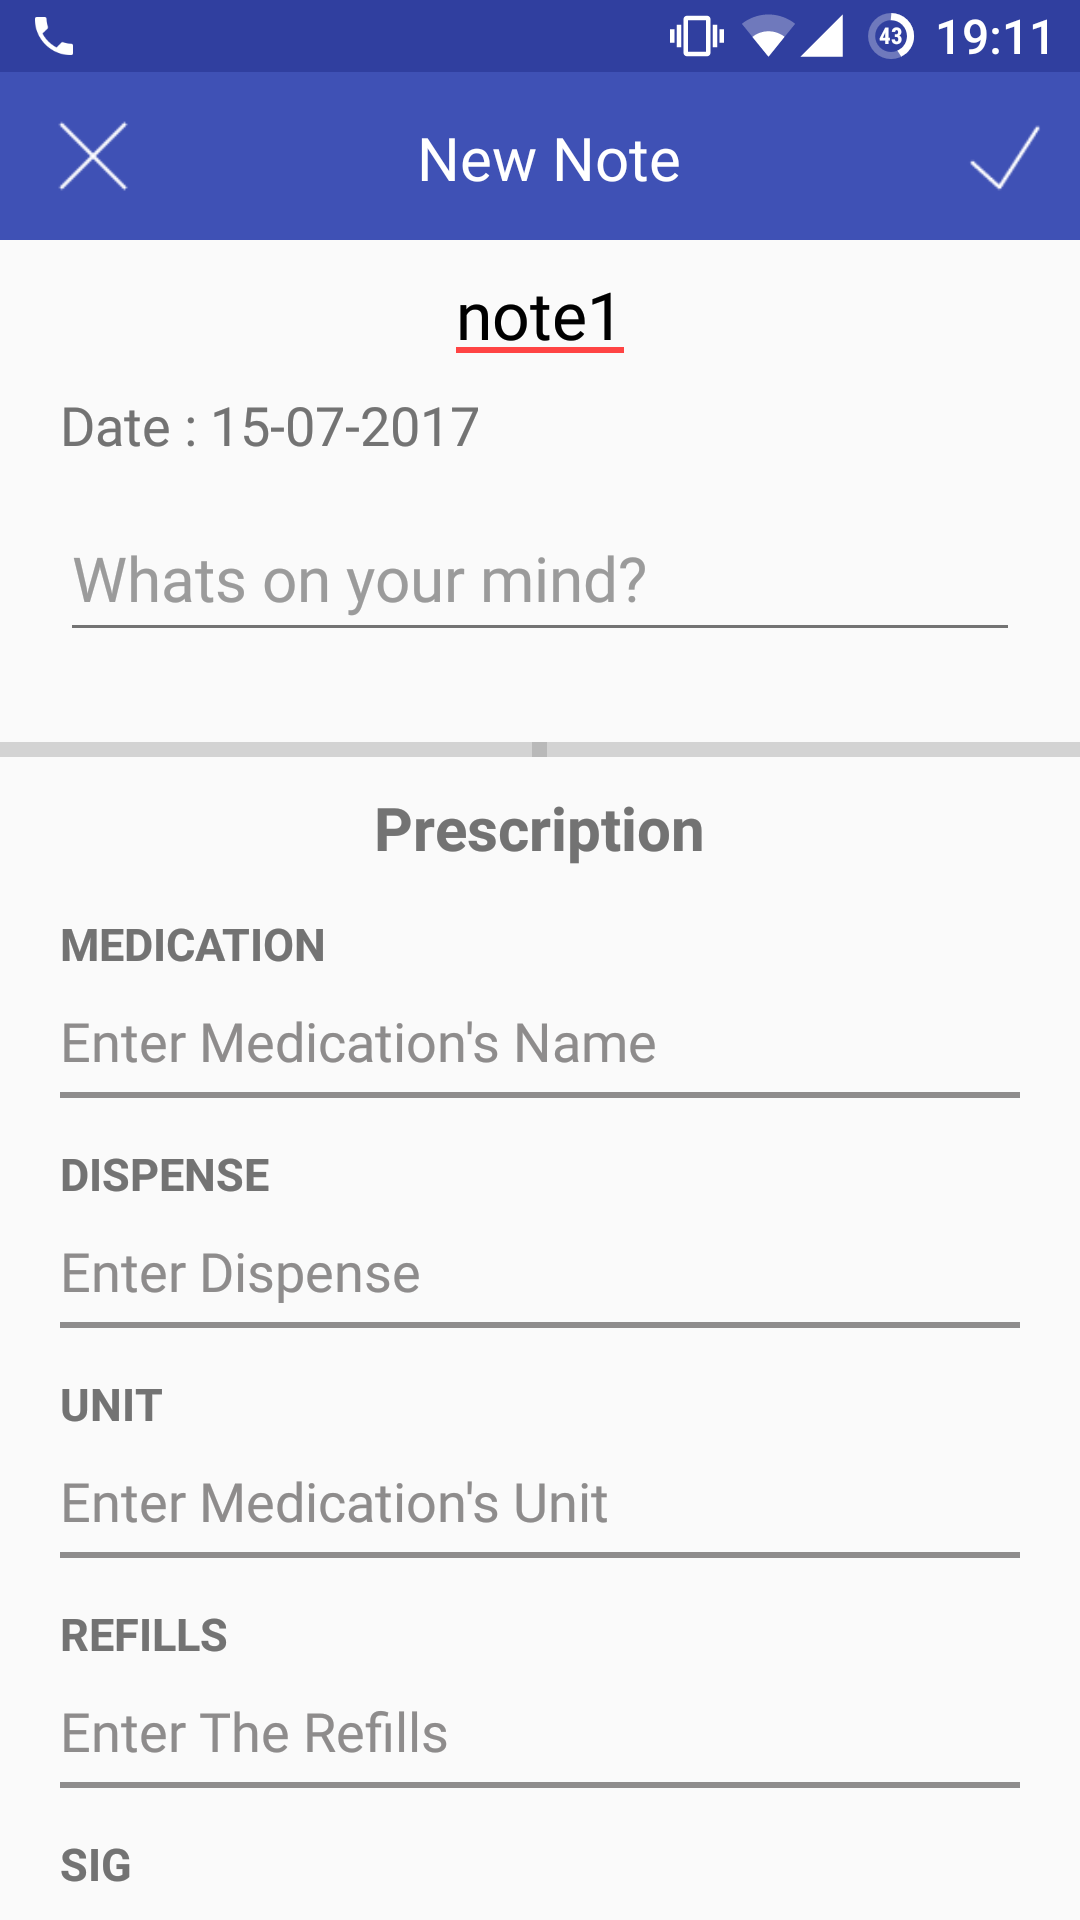 43 19:11
New Note
note1
Date : 15-07-2017
Whats on your mind?
Prescription
MEDICATION
Enter Medication's Name
DISPENSE
Enter Dispense
UNIT
Enter Medication's Unit
REFILLS
Enter The Refills
SIG